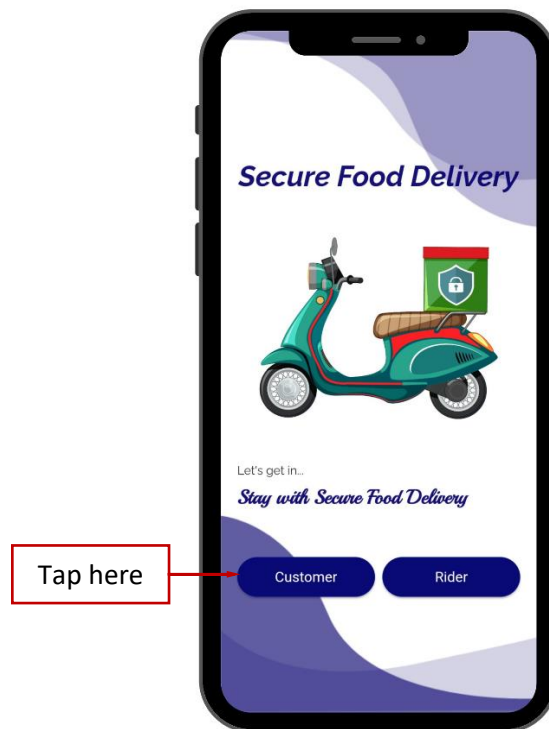 Secure Food Delivery
Let's get in...
Stay with Secure Food Delivery
Tap here
Customer
Rider